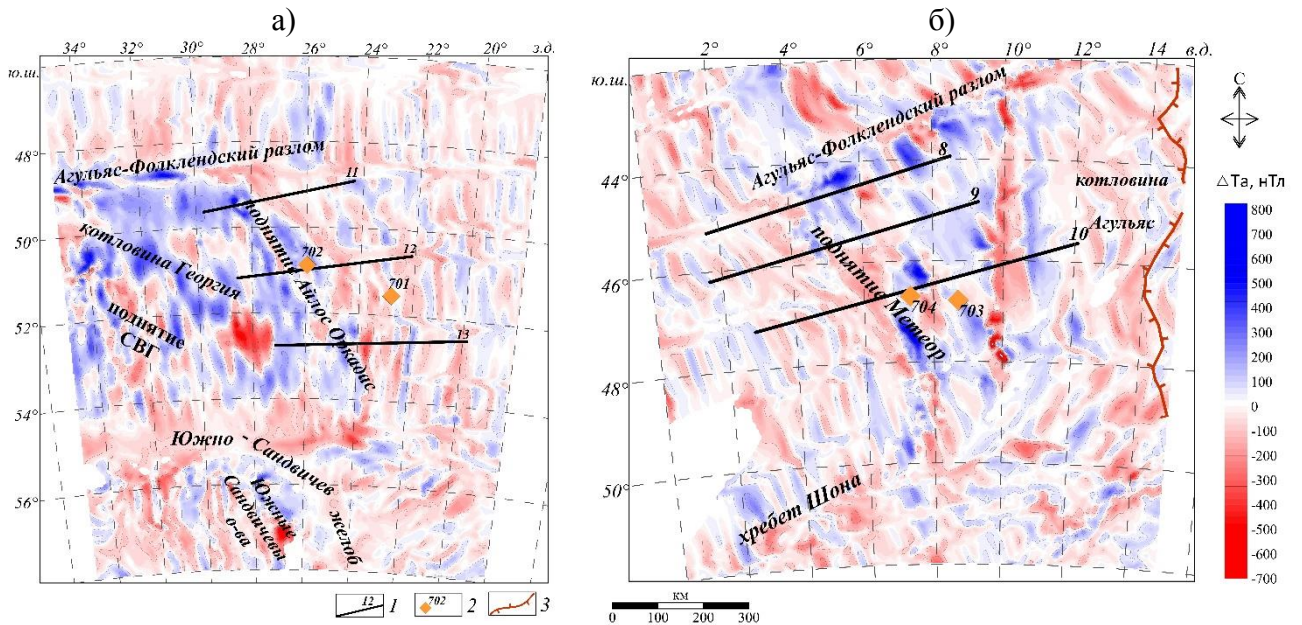 а)
б)
34° 32° 30° 28° 26° 24° 22° 20° з.д.
ю.ш.
48°
50°
52°
54°
56°
Агульяс-Фолклендский разлом
11
поднятие Айлос Оркадас
котловина Георгия
702
12
701
поднятие
СВГ
13
Южно - Сандвичев
желоб
Южные
Сандвичевы
о-ва
12 1
702 2
3
2° 4° 6° 8° 10° 12° 14 в.д.
ю.ш.
44°
46°
48°
50°
Агульяс-Фолклендский разлом
8
9
10
котловина
Агульяс
поднятие Метеор
704
703
хребет Шона
км
0 100 200 300
С
ΔTa, нТл
800
700
600
500
400
300
200
100
0
-100
-200
-300
-400
-500
-600
-700